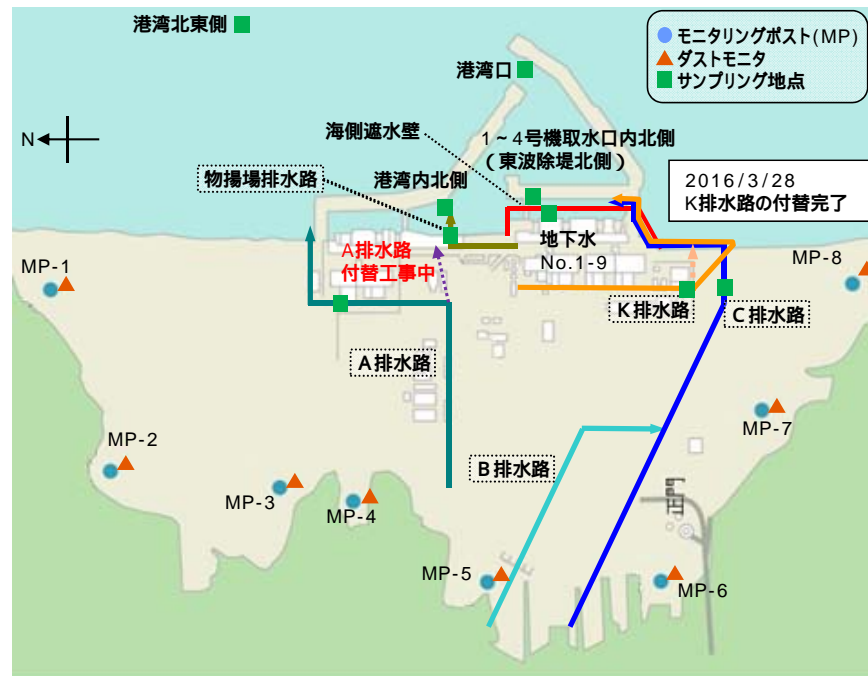 港湾北東側
モニタリングポスト(MP)
ダストモニタ
サンプリング地点
港湾口
N
海側遮水壁
1～4号機取水口内北側
(東波除堤北側)
物揚場排水路
港湾内北側
2016/3/28
K排水路の付替完了
A排水路
付替工事中
地下水
No.1-9
MP-1
MP-8
K排水路
C排水路
A排水路
MP-7
MP-2
B排水路
正門
MP-3
MP-4
MP-5
MP-6